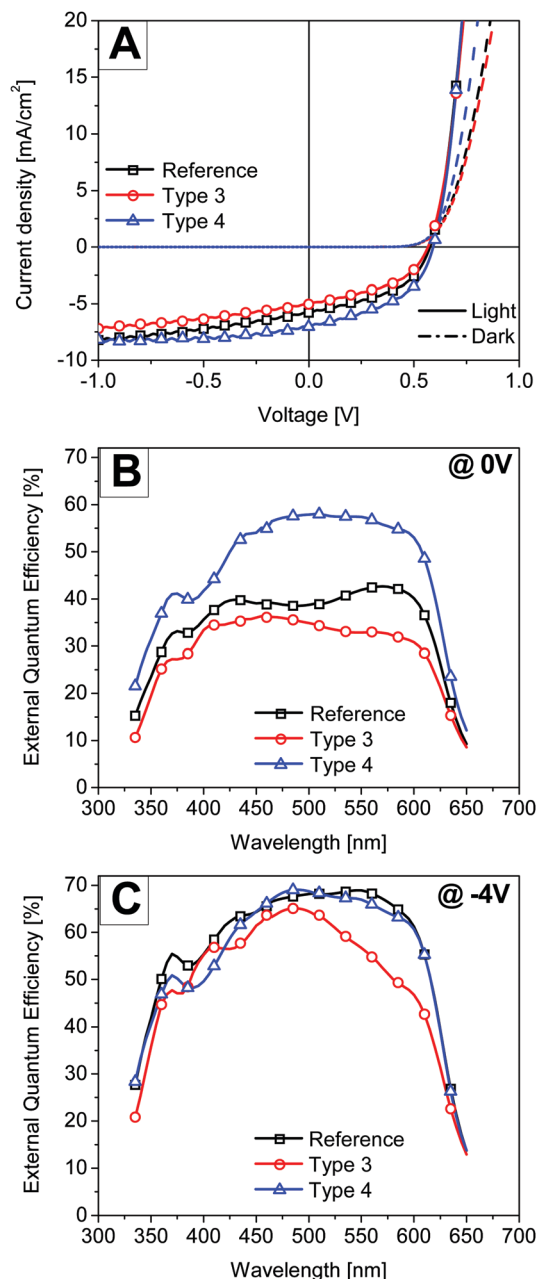 A
20
15
10
5
0
-5
-10
Current density [mA/cm²]
Reference
Type 3
Type 4
Light
Dark
-1.0 -0.5 0.0 0.5 1.0
Voltage [V]
B
@ 0V
70
60
50
40
30
20
10
0
External Quantum Efficiency [%]
Reference
Type 3
Type 4
300 350 400 450 500 550 600 650 700
Wavelength [nm]
C
@ -4V
70
60
50
40
30
20
10
0
External Quantum Efficiency [%]
Reference
Type 3
Type 4
300 350 400 450 500 550 600 650 700
Wavelength [nm]